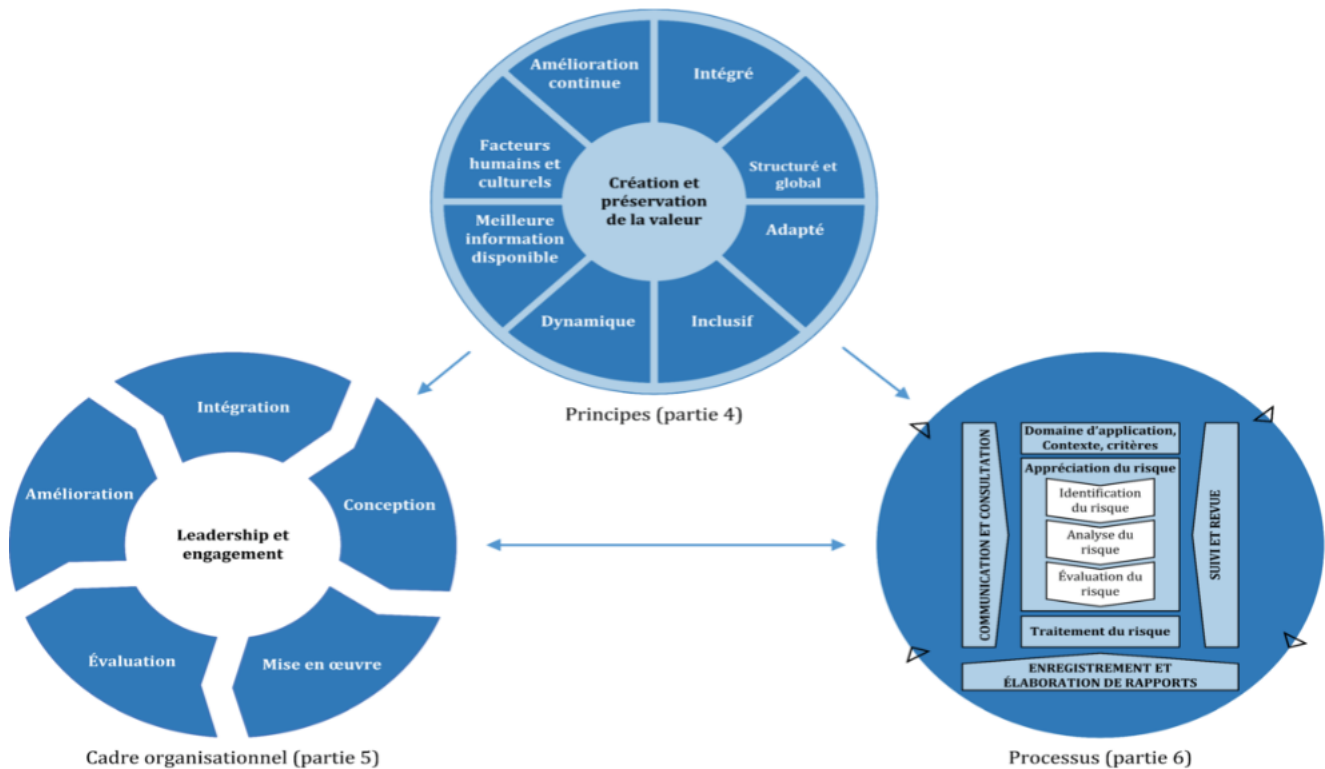 Amélioration
continue
Intégré
Facteurs
humains et
culturels
Structuré et
global
Création et
préservation
de la valeur
Meilleure
information
disponible
Adapté
Dynamique
Inclusif
Principes (partie 4)
Intégration
Amélioration
Conception
Leadership et
engagement
Évaluation
Mise en œuvre
Cadre organisationnel (partie 5)
COMMUNICATION ET CONSULTATION
Domaine d'application,
Contexte, critères
Appréciation du risque
Identification
du risque
Analyse du
risque
Évaluation du
risque
Traitement du risque
SUIVI ET REVUE
ENREGISTREMENT ET
ÉLABORATION DE RAPPORTS
Processus (partie 6)